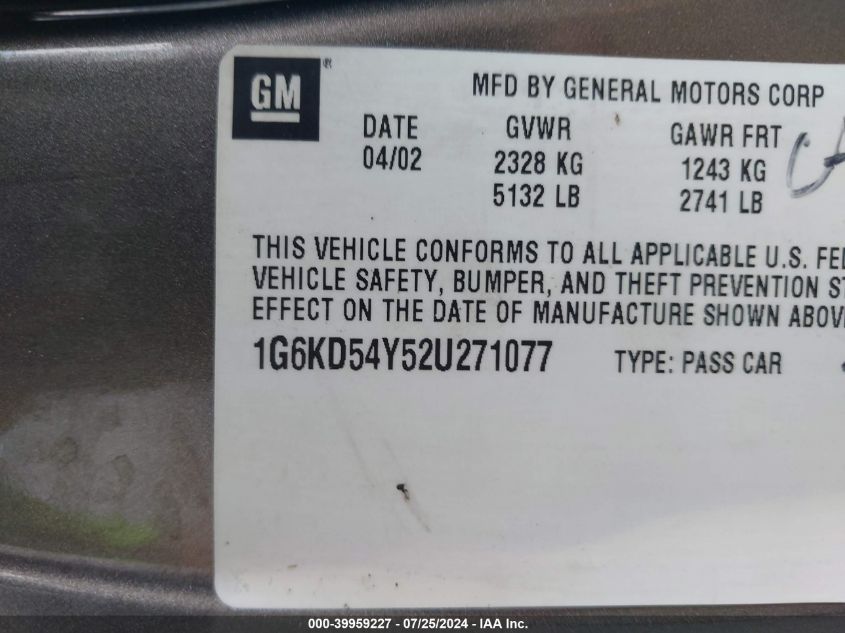 GM®
MFD BY GENERAL MOTORS CORP
DATE GVWR GAWR FRT
04/02 2328 KG 1243 KG
5132 LB 2741 LB
THIS VEHICLE CONFORMS TO ALL APPLICABLE U.S. FE
VEHICLE SAFETY, BUMPER, AND THEFT PREVENTION S
EFFECT ON THE DATE OF MANUFACTURE SHOWN ABOV
1G6KD54Y52U271077 TYPE: PASS CAR
000-39959227 - 07/25/2024 - IAA Inc.